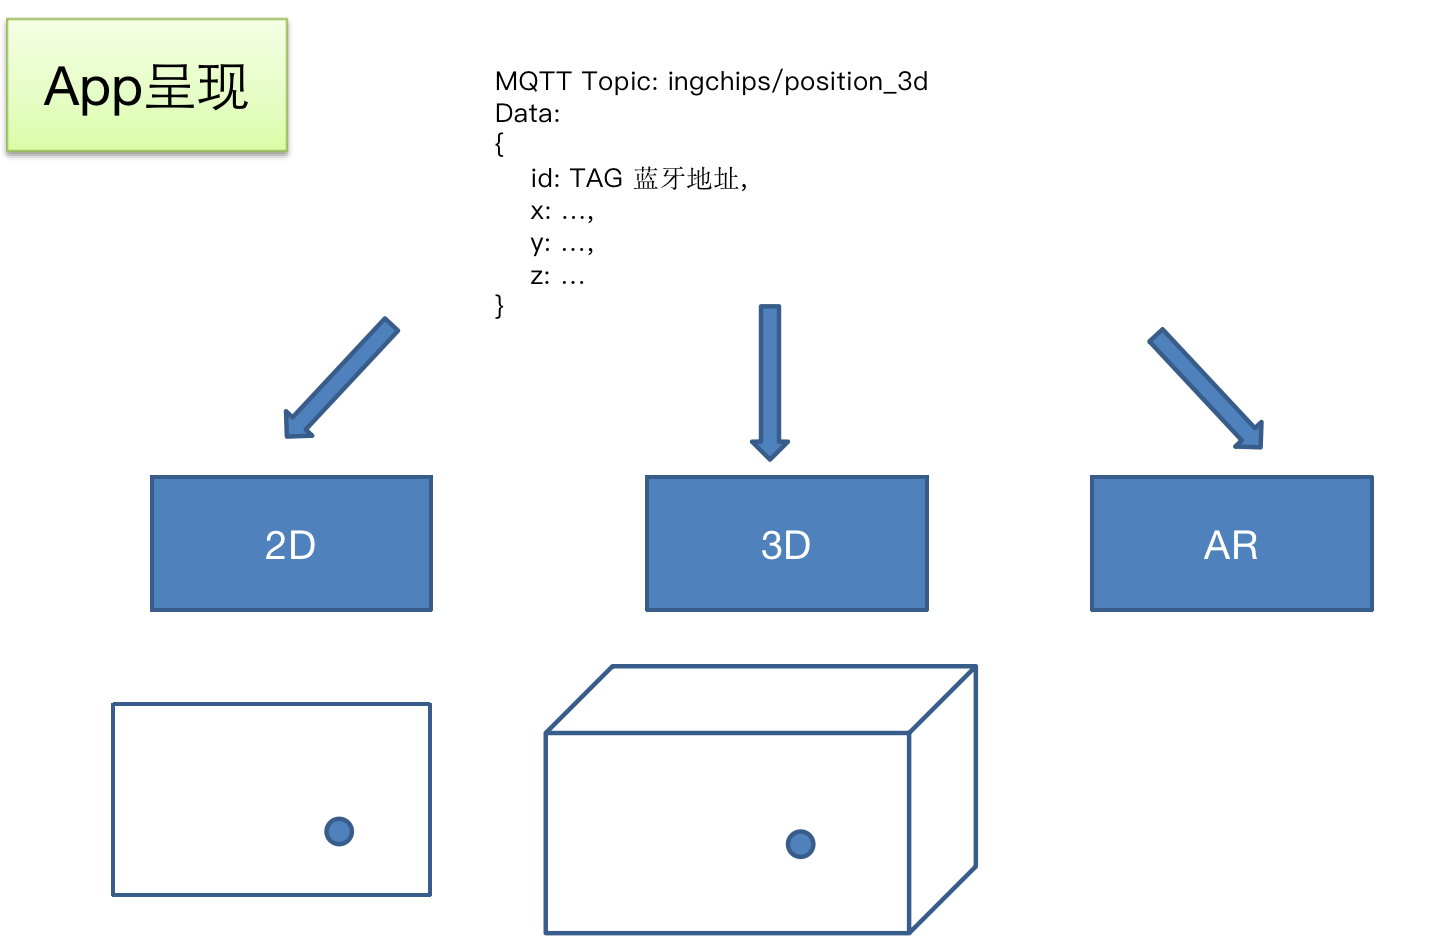 App呈现
MQTT Topic: ingchips/position_3d
Data:
{
id: TAG 蓝牙地址,
x: ...,
y: ...,
z: ...
}
2D
3D
AR